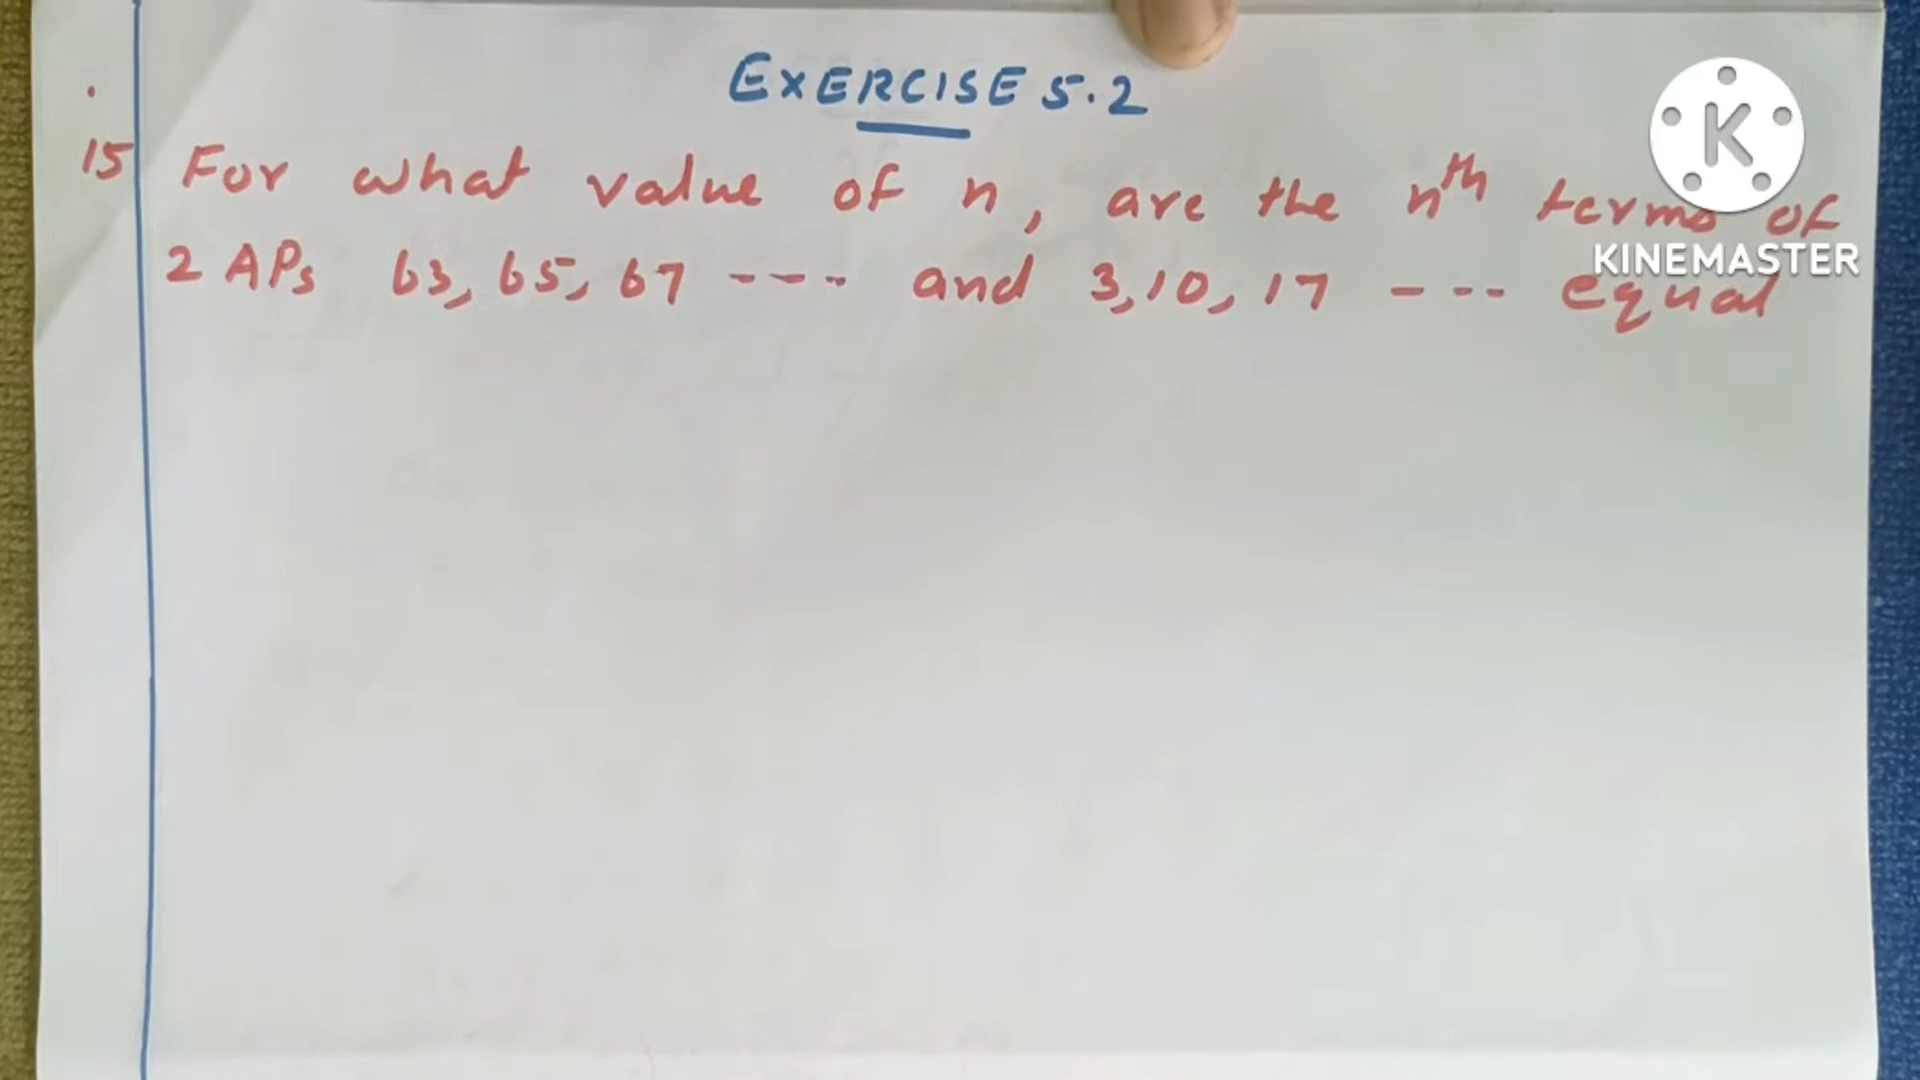 EXERCISE 5.2
15 For what value of n, are the nth terms of
2 APs 63, 65, 67 ---- and 3, 10, 17 --- equal
K
KINEMASTER